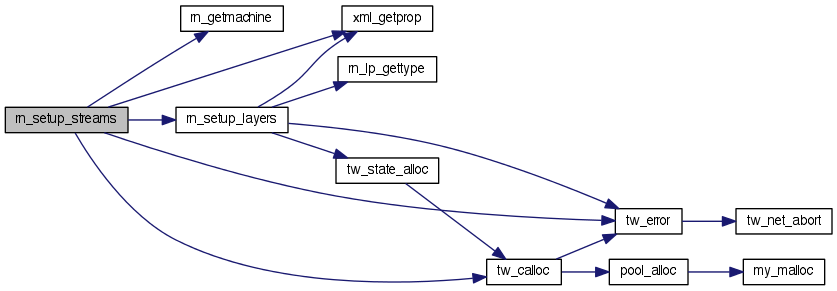 rn_getmachine
xml_getprop
rn_lp_gettype
rn_setup_streams
rn_setup_layers
tw_state_alloc
tw_error
tw_net_abort
tw_calloc
pool_alloc
my_malloc